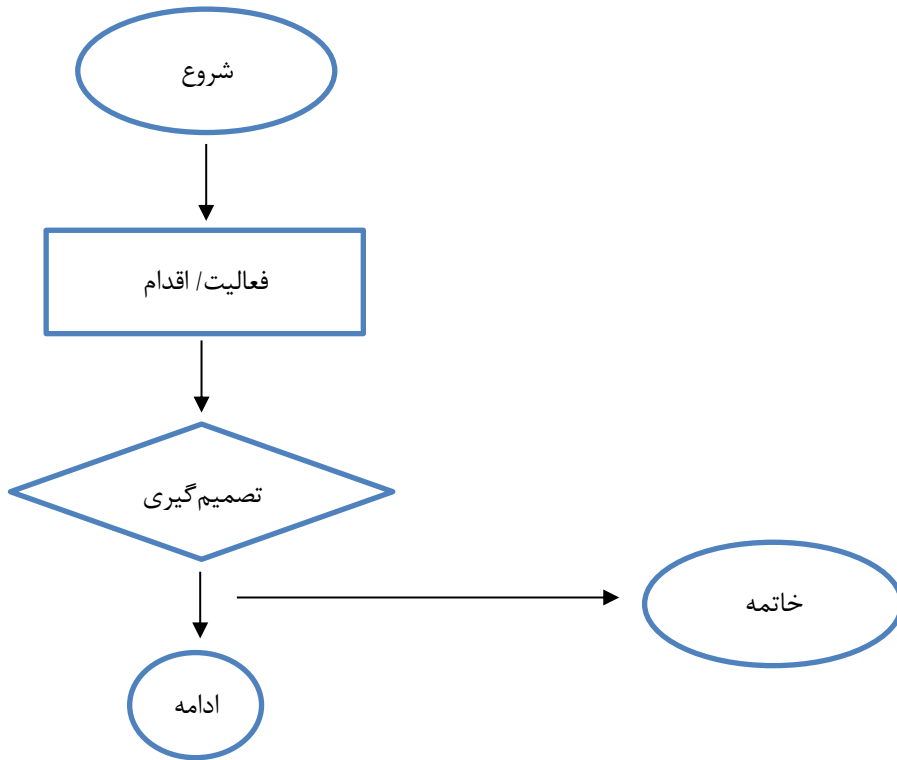 شروع
فعالیت/ اقدام
تصمیم‌گیری
خاتمه
ادامه